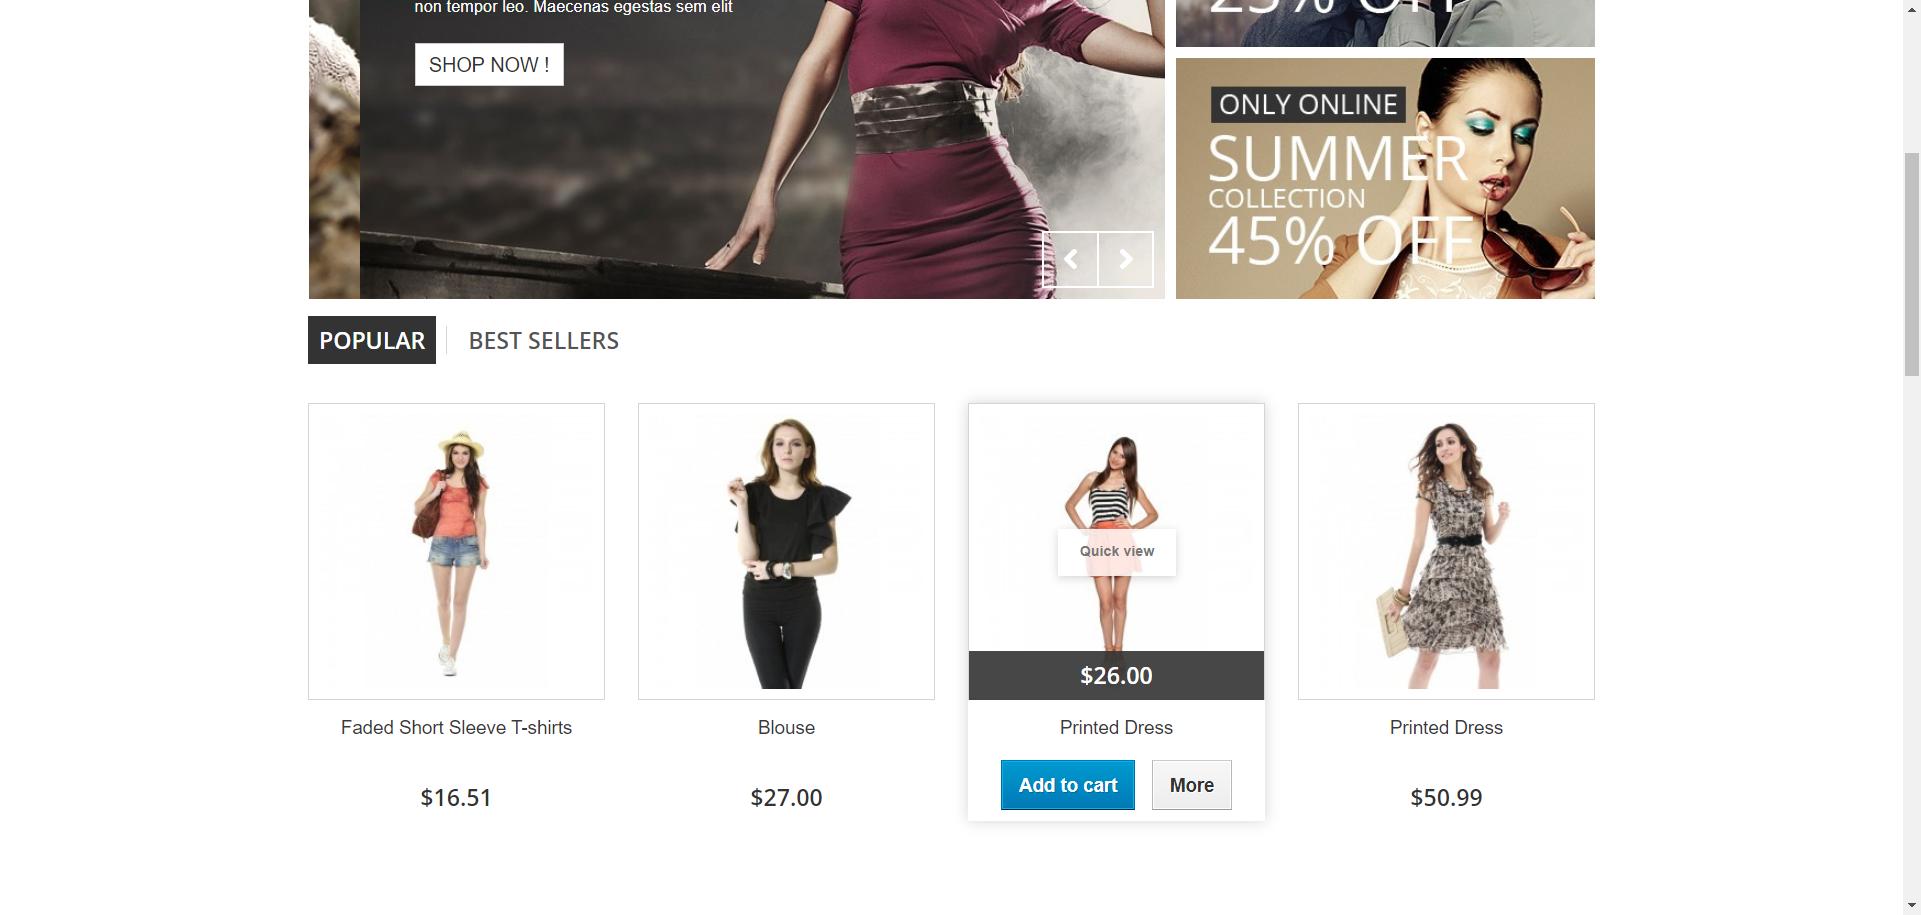 non tempor leo. Maecenas egestas sem elit
SHOP NOW !
25% OFF
ONLY ONLINE
SUMMER
COLLECTION
45% OFF
POPULAR
BEST SELLERS
Quick view
$26.00
Faded Short Sleeve T-shirts
Blouse
Printed Dress
Printed Dress
$16.51
$27.00
Add to cart
More
$50.99